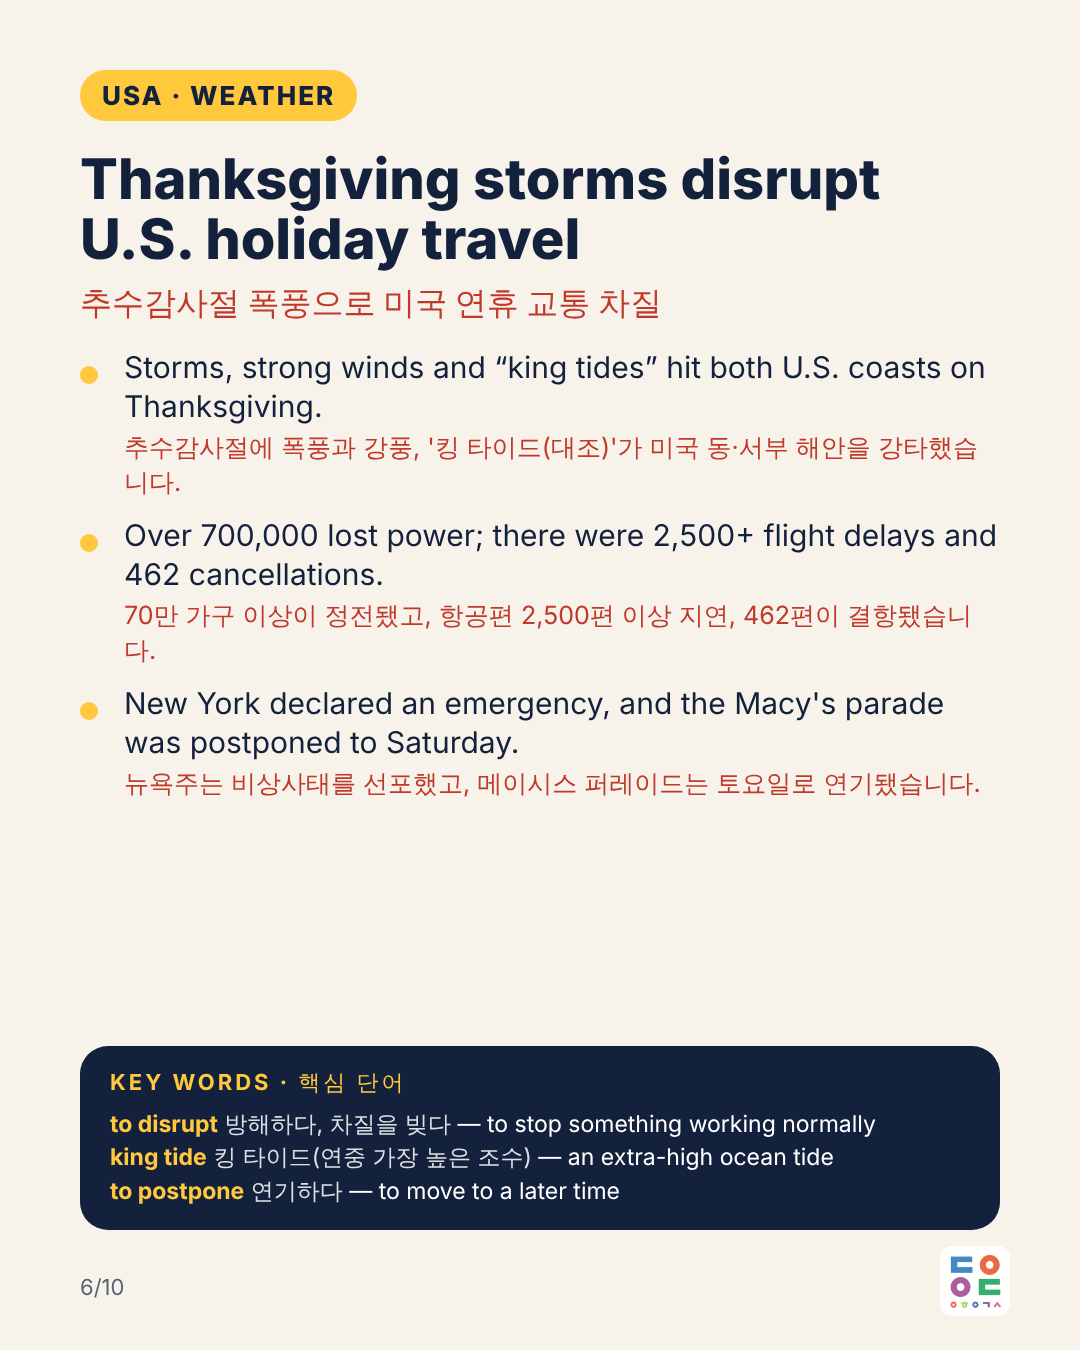 USA · WEATHER
Thanksgiving storms disrupt
U.S. holiday travel
추수감사절 폭풍으로 미국 연휴 교통 차질
Storms, strong winds and “king tides” hit both U.S. coasts on
Thanksgiving.
추수감사절에 폭풍과 강풍, '킹 타이드(대조)'가 미국 동·서부 해안을 강타했습
니다.
Over 700,000 lost power; there were 2,500+ flight delays and
462 cancellations.
70만 가구 이상이 정전됐고, 항공편 2,500편 이상 지연, 462편이 결항됐습니
다.
New York declared an emergency, and the Macy's parade
was postponed to Saturday.
뉴욕주는 비상사태를 선포했고, 메이시스 퍼레이드는 토요일로 연기됐습니다.
KEY WORDS · 핵심 단어
to disrupt 방해하다, 차질을 빚다 — to stop something working normally
king tide 킹 타이드(연중 가장 높은 조수) — an extra-high ocean tide
to postpone 연기하다 — to move to a later time
6/10